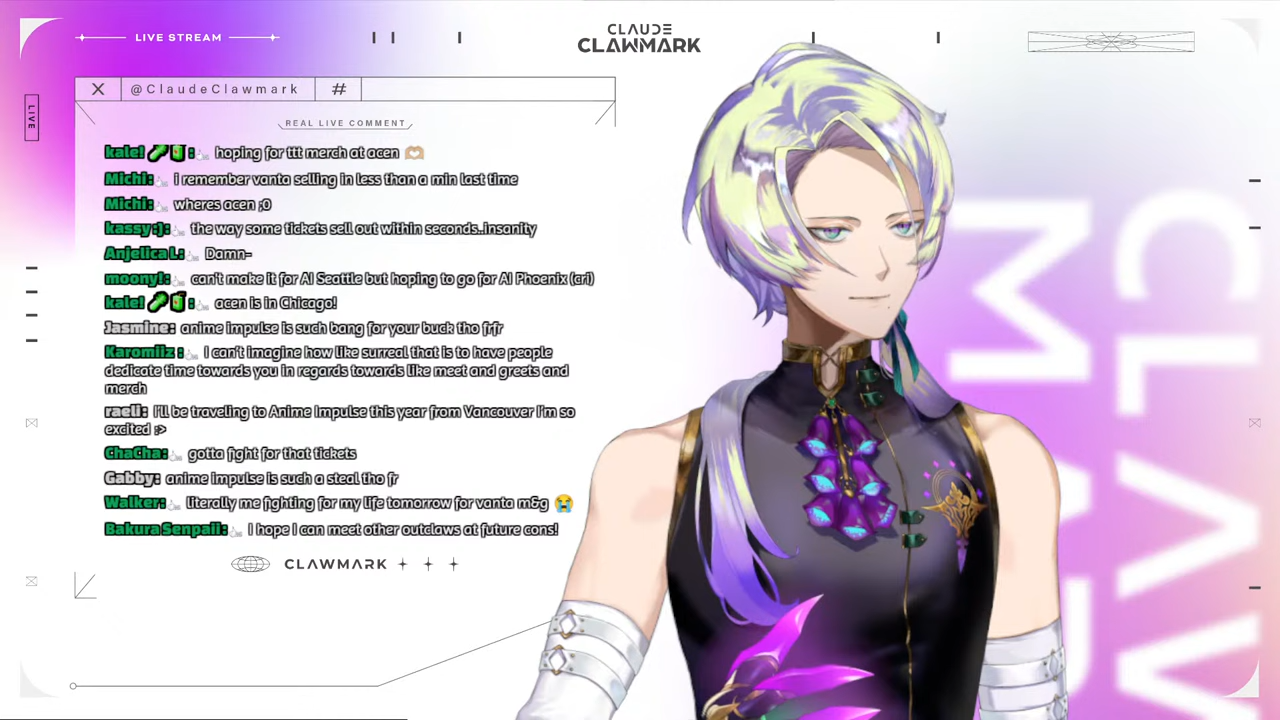 LIVE STREAM
CLAUDE
CLAWMARK
X @ClaudeClawmark #
LIVE
REAL LIVE COMMENT
kale! : hoping for ttt merch at acen
Michi: i remember vanta selling in less than a min last time
Michi: wheres acen ;0
kassy:): the way some tickets sell out within seconds..insanity
Anjelica L: Damn-
moony!: can't make it for AI Seattle but hoping to go for AI Phoenix (cri)
kale! : acen is in Chicago!
Jasmine: anime impulse is such bang for your buck tho frfr
Karomiiz : I can't imagine how like surreal that is to have people
dedicate time towards you in regards towards like meet and greets and
merch
raeli: I'll be traveling to Anime Impulse this year from Vancouver I'm so
excited :>
ChaCha: gotta fight for that tickets
Gabby: anime impulse is such a steal tho fr
Walker: literally me fighting for my life tomorrow for vanta m&g 😭
Bakura Senpaii: I hope I can meet other outclaws at future cons!
CLAWMARK
CLAW
MAR